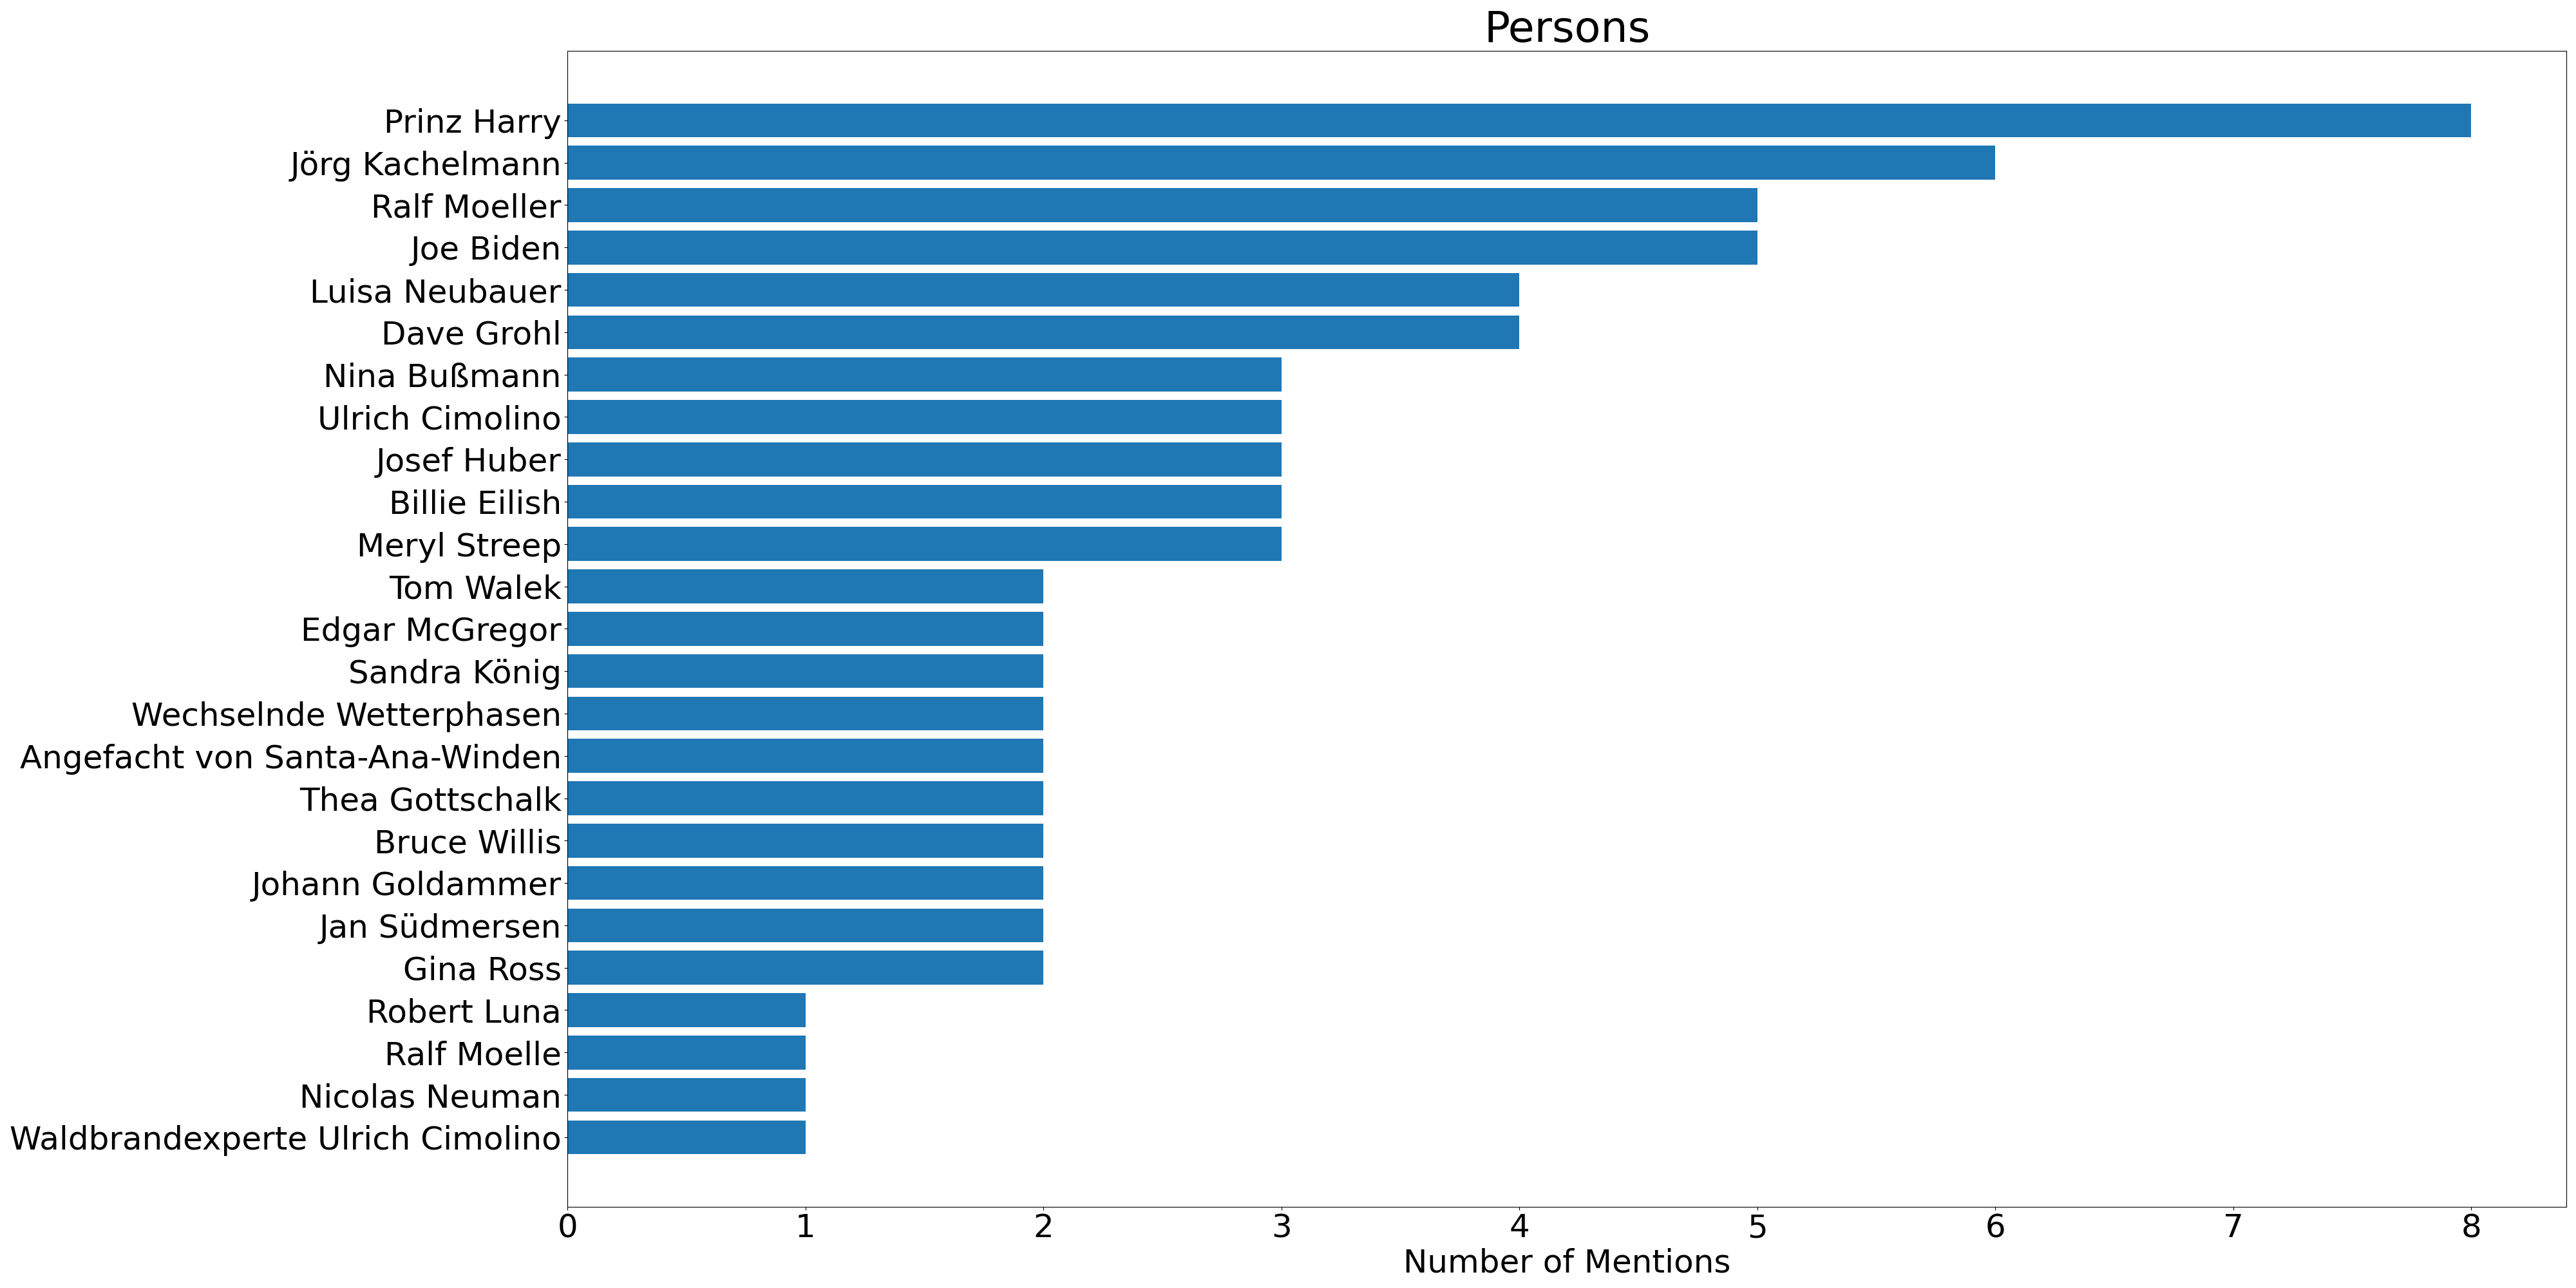 Persons
Prinz Harry
Jörg Kachelmann
Ralf Moeller
Joe Biden
Luisa Neubauer
Dave Grohl
Nina Bußmann
Ulrich Cimolino
Josef Huber
Billie Eilish
Meryl Streep
Tom Walek
Edgar McGregor
Sandra König
Wechselnde Wetterphasen
Angefacht von Santa-Ana-Winden
Thea Gottschalk
Bruce Willis
Johann Goldammer
Jan Südmersen
Gina Ross
Robert Luna
Ralf Moelle
Nicolas Neuman
Waldbrandexperte Ulrich Cimolino
0 1 2 3 4 5 6 7 8
Number of Mentions